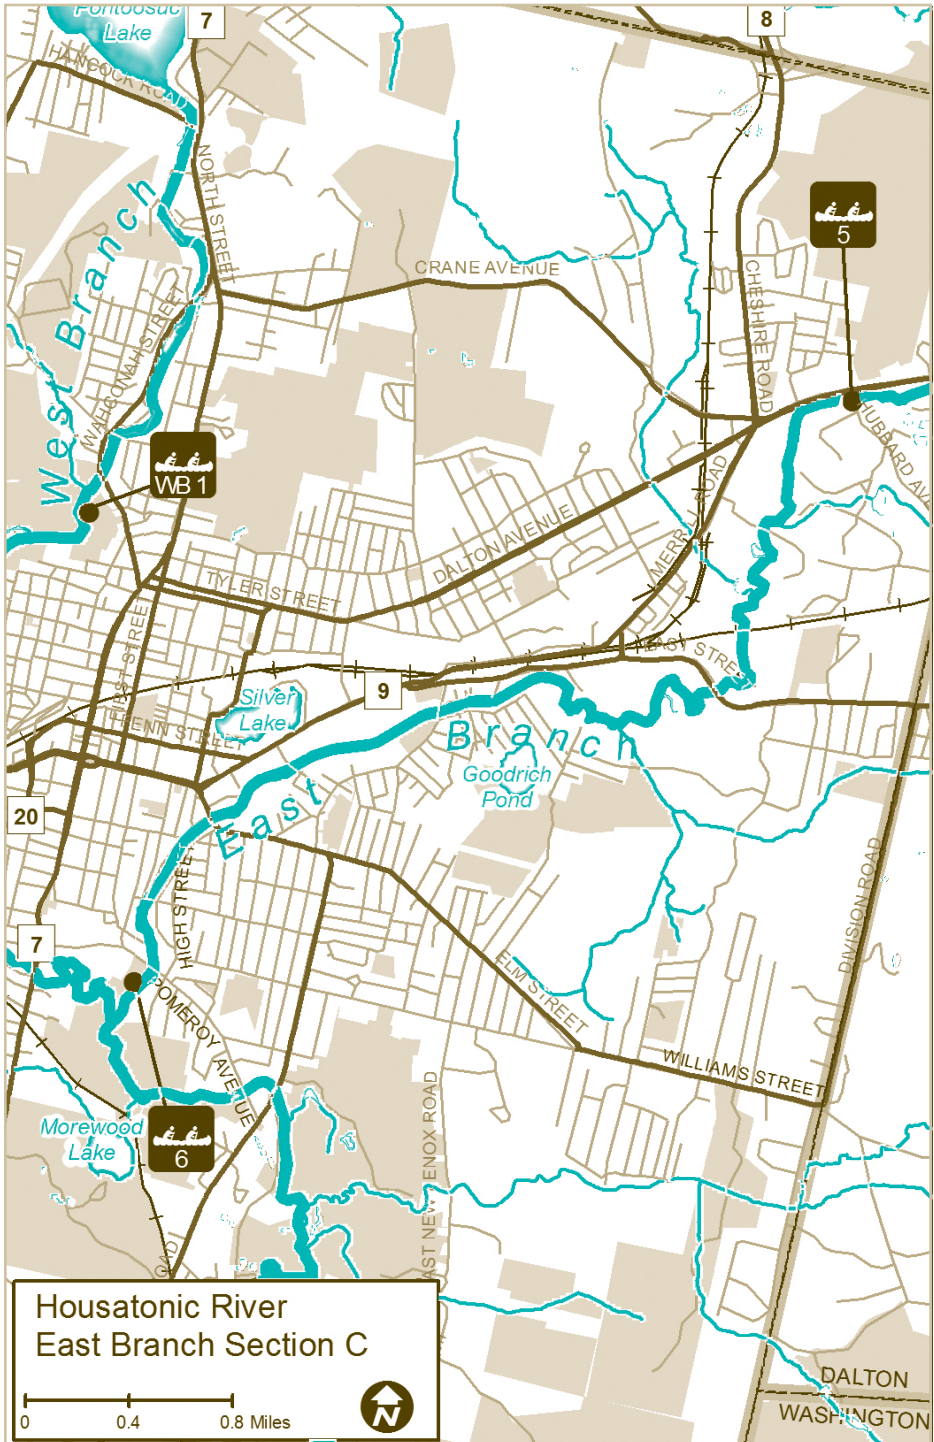 Pontoosuc
Lake
7
8
HANCOCK ROAD
NORTH STREET
West Branch
5
CRANE AVENUE
CHESHIRE ROAD
WAHCONAH STREET
HUBBARD AV
WB 1
MERRILL ROAD
DALTON AVENUE
TYLER STREET
FIRST STREET
EAST STREET
9
Silver
Lake
FENN STREET
East Branch
Goodrich
Pond
20
HIGH STREET
DIVISION ROAD
7
ELM STREET
POMEROY AVENUE
WILLIAMS STREET
Morewood
Lake
6
EAST NEW LENOX ROAD
OAD
Housatonic River
East Branch Section C
0 0.4 0.8 Miles
N
DALTON
WASHINGTON